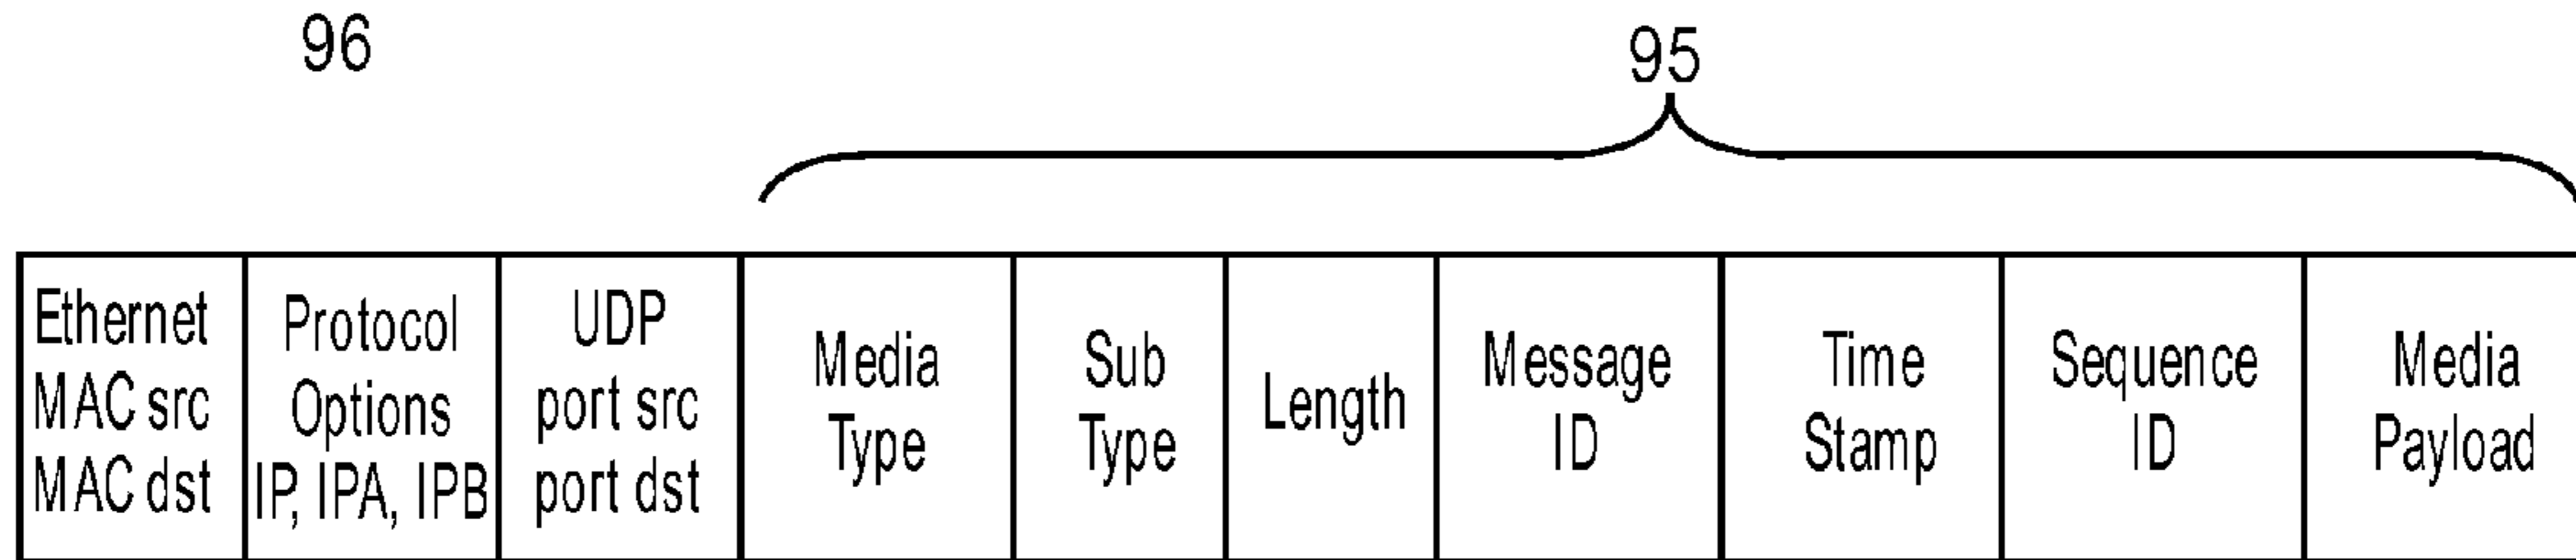 96
95
Ethernet
MAC src
MAC dst
Protocol
Options
IP, IPA, IPB
UDP
port src
port dst
Media
Type
Sub
Type
Length
Message
ID
Time
Stamp
Sequence
ID
Media
Payload